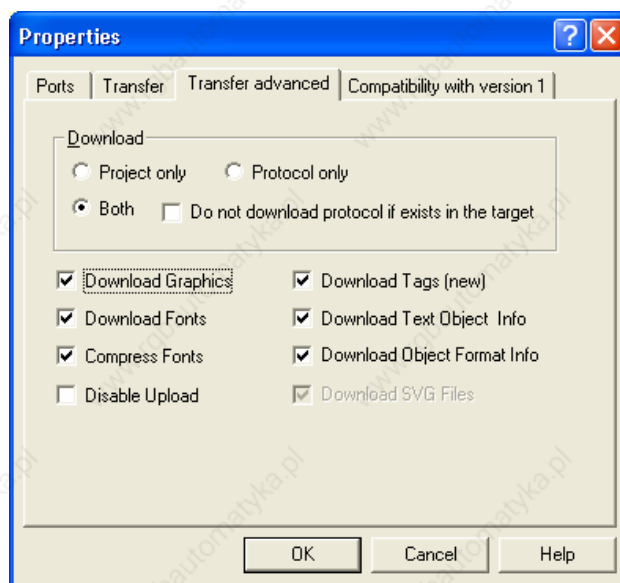 Properties
Ports Transfer Transfer advanced Compatibility with version 1
Download
Project only Protocol only
Both Do not download protocol if exists in the target
Download Graphics Download Tags (new)
Download Fonts Download Text Object Info
Compress Fonts Download Object Format Info
Disable Upload Download SVG Files
OK Cancel Help